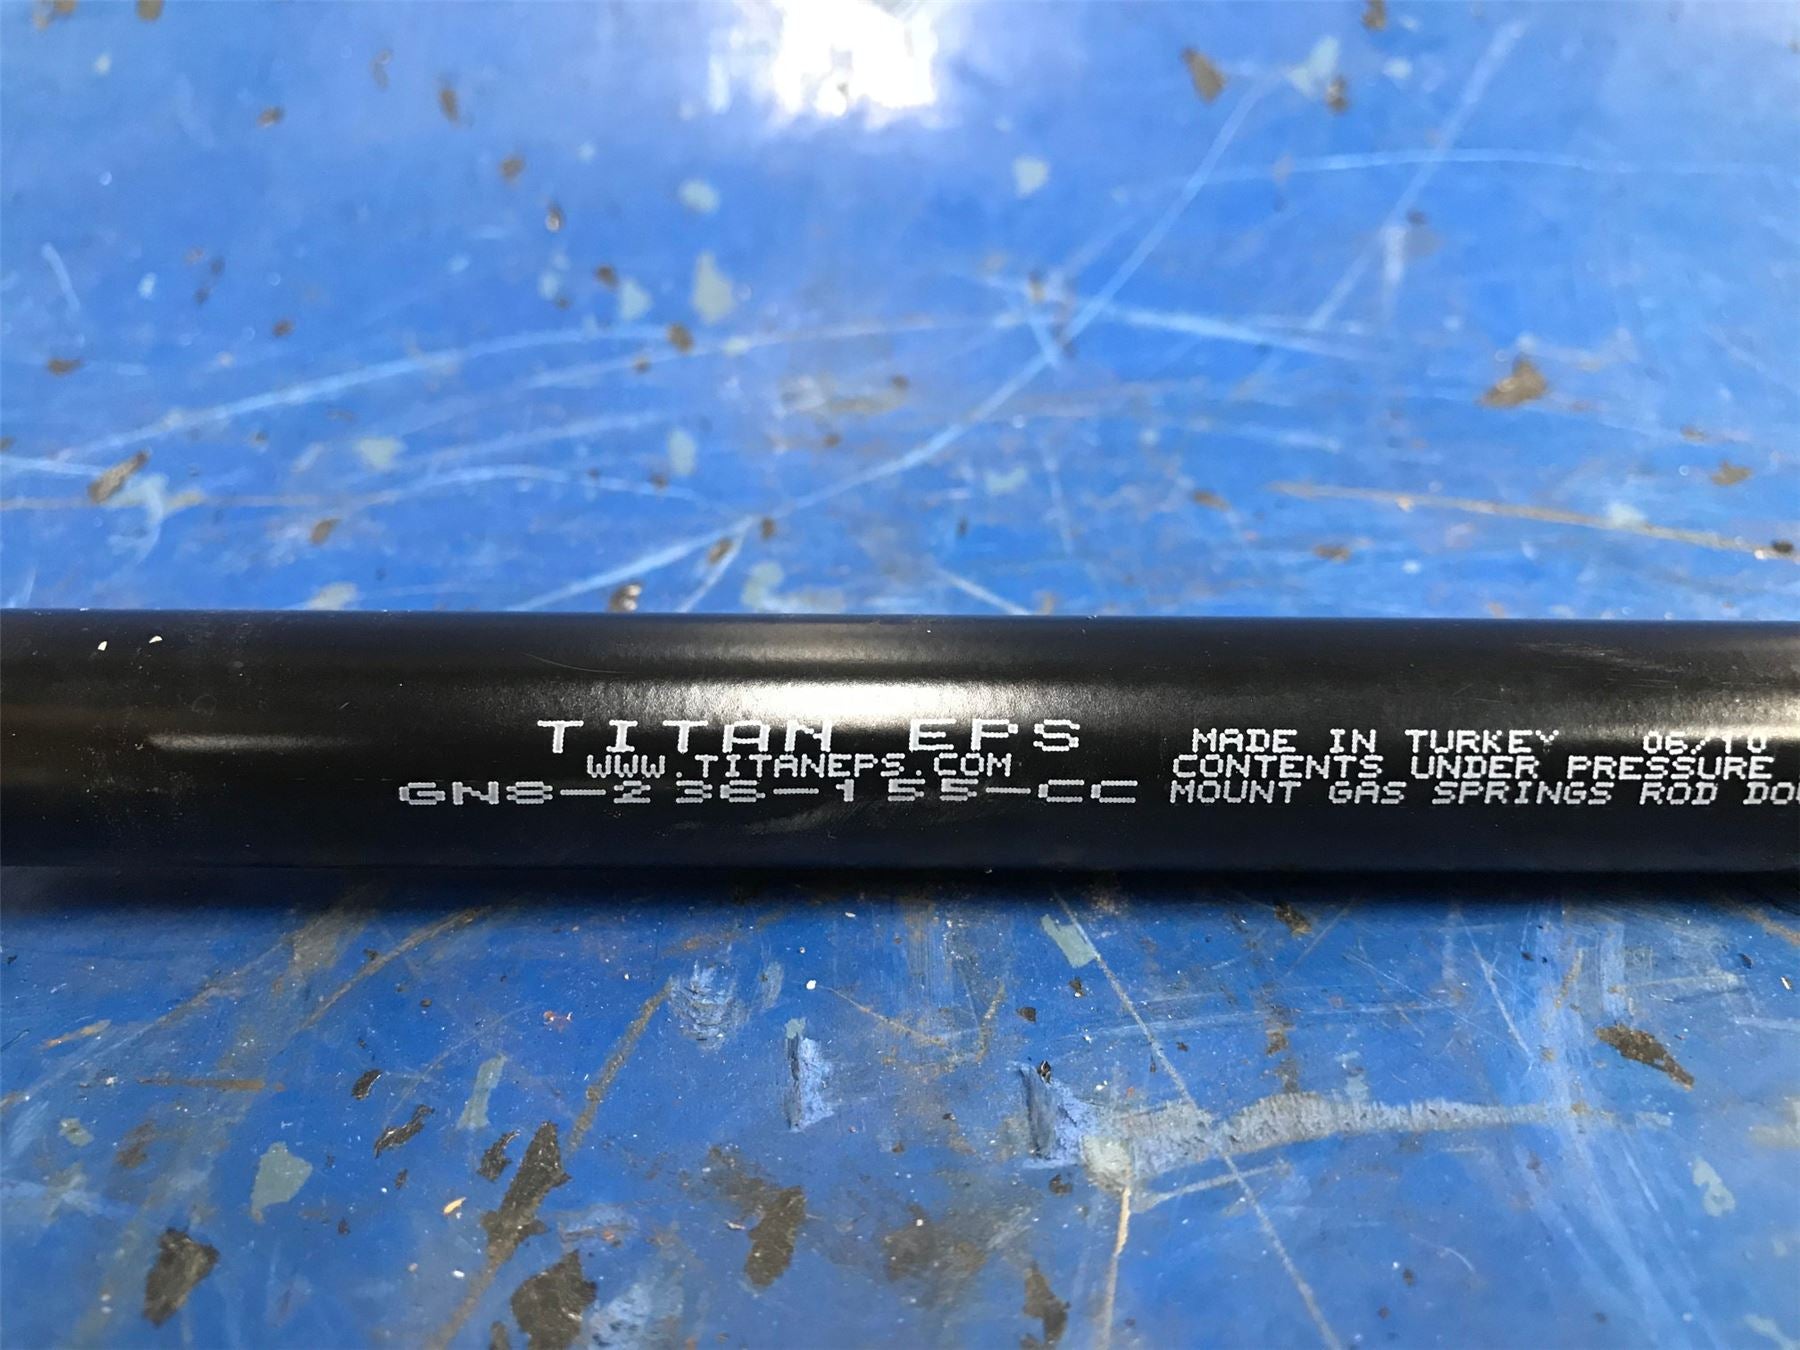 TITAN EPS
WWW.TITANEPS.COM
GNS-236-155-CC
MADE IN TURKEY 06/10
CONTENTS UNDER PRESSURE
MOUNT GAS SPRINGS ROD